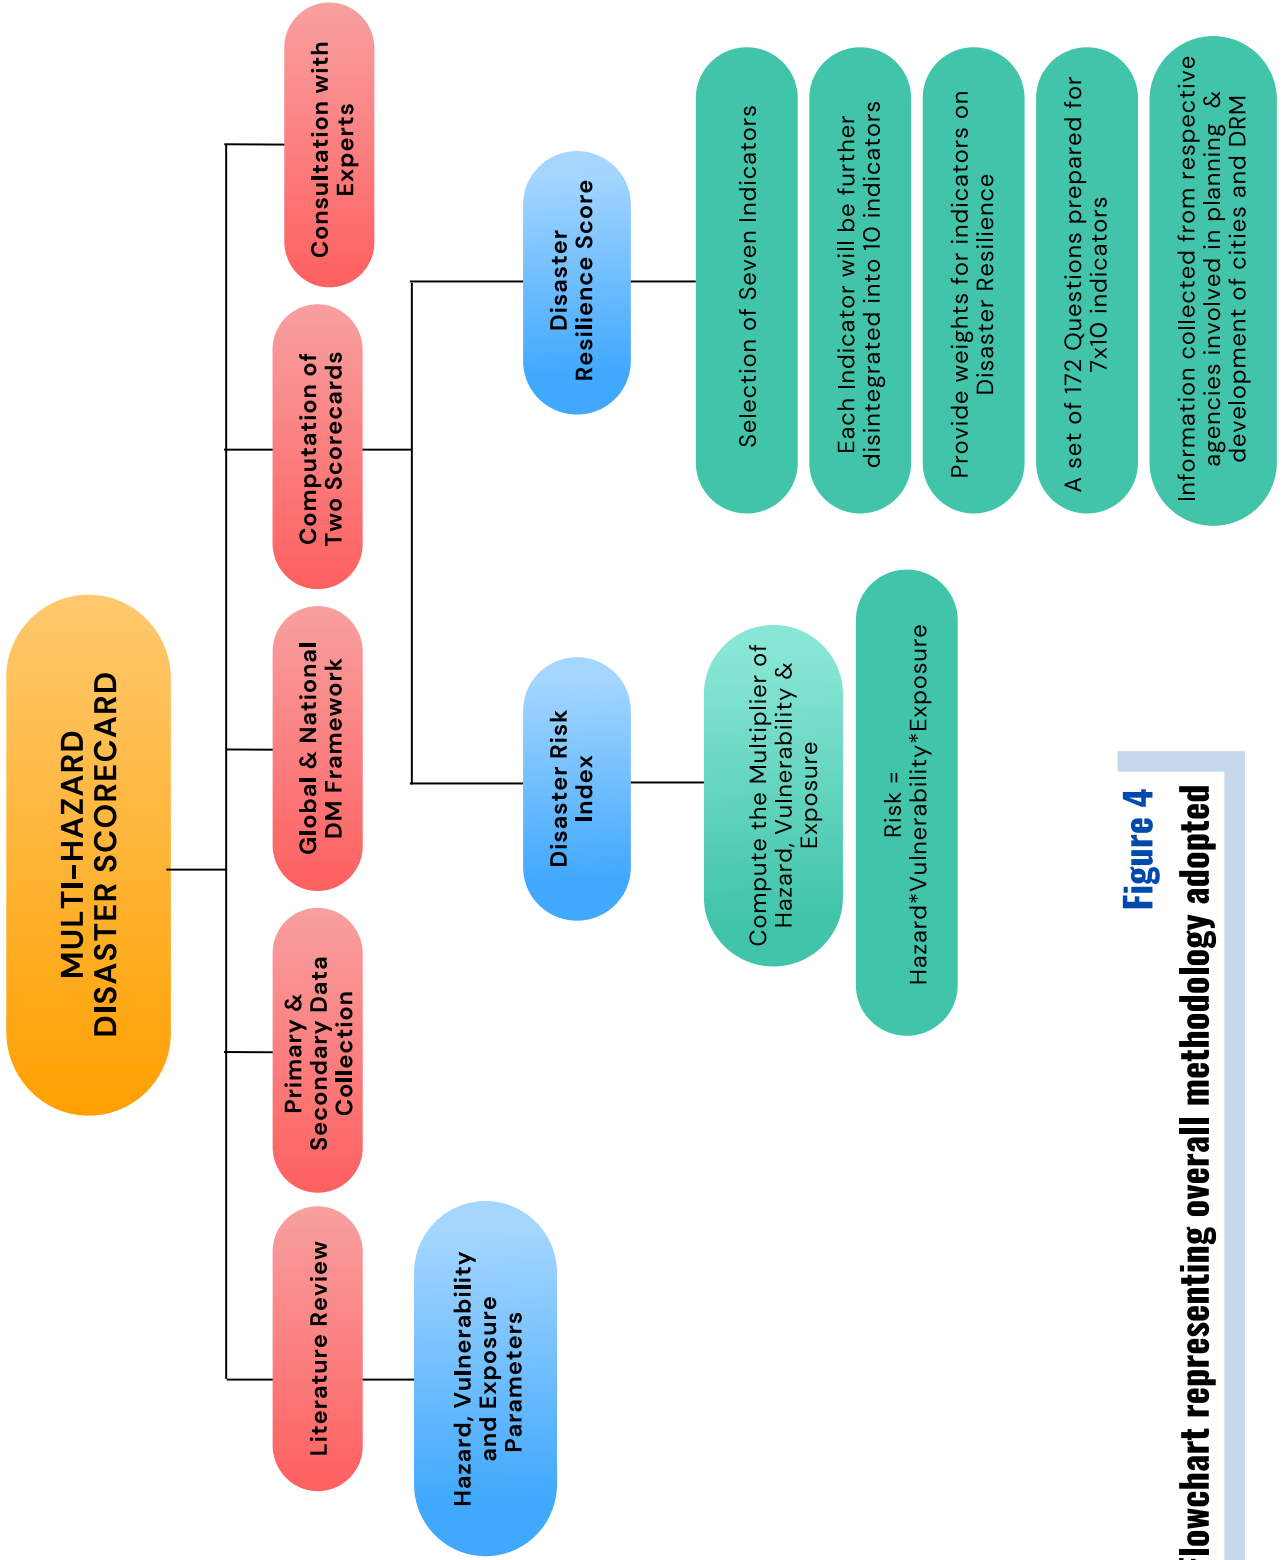 MULTI-HAZARD
DISASTER SCORECARD
Literature Review
Primary &
Secondary Data
Collection
Global & National
DM Framework
Computation of
Two Scorecards
Consultation with
Experts
Hazard, Vulnerability
and Exposure
Parameters
Disaster Risk
Index
Disaster
Resilience Score
Compute the Multiplier of
Hazard, Vulnerability &
Exposure
Risk =
Hazard*Vulnerability*Exposure
Selection of Seven Indicators
Each Indicator will be further
disintegrated into 10 indicators
Provide weights for indicators on
Disaster Resilience
A set of 172 Questions prepared for
7x10 indicators
Information collected from respective
agencies involved in planning &
development of cities and DRM
Figure 4
Flowchart representing overall methodology adopted